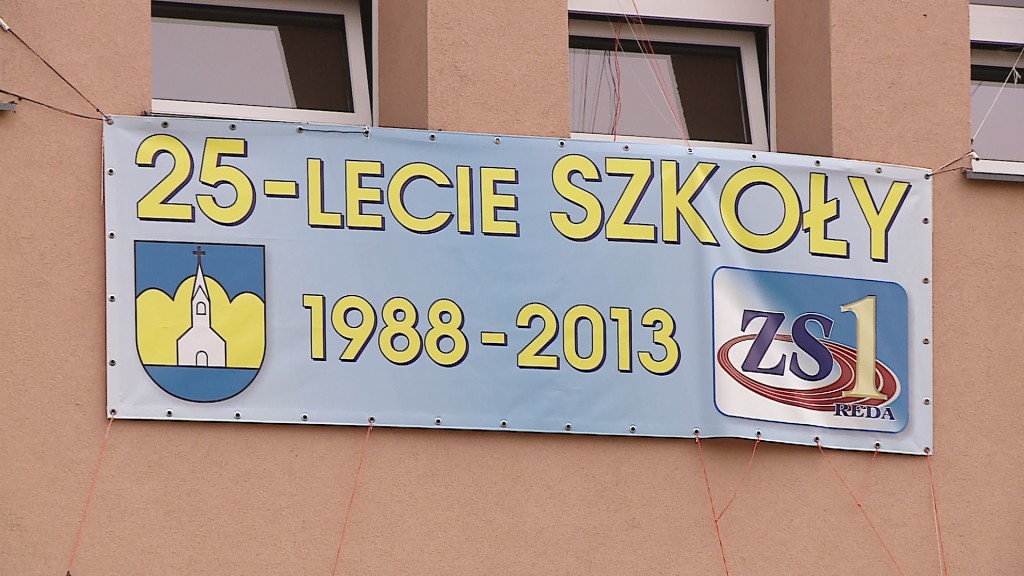 25-LECIE SZKOŁY
1988-2013
ZS1
REDA